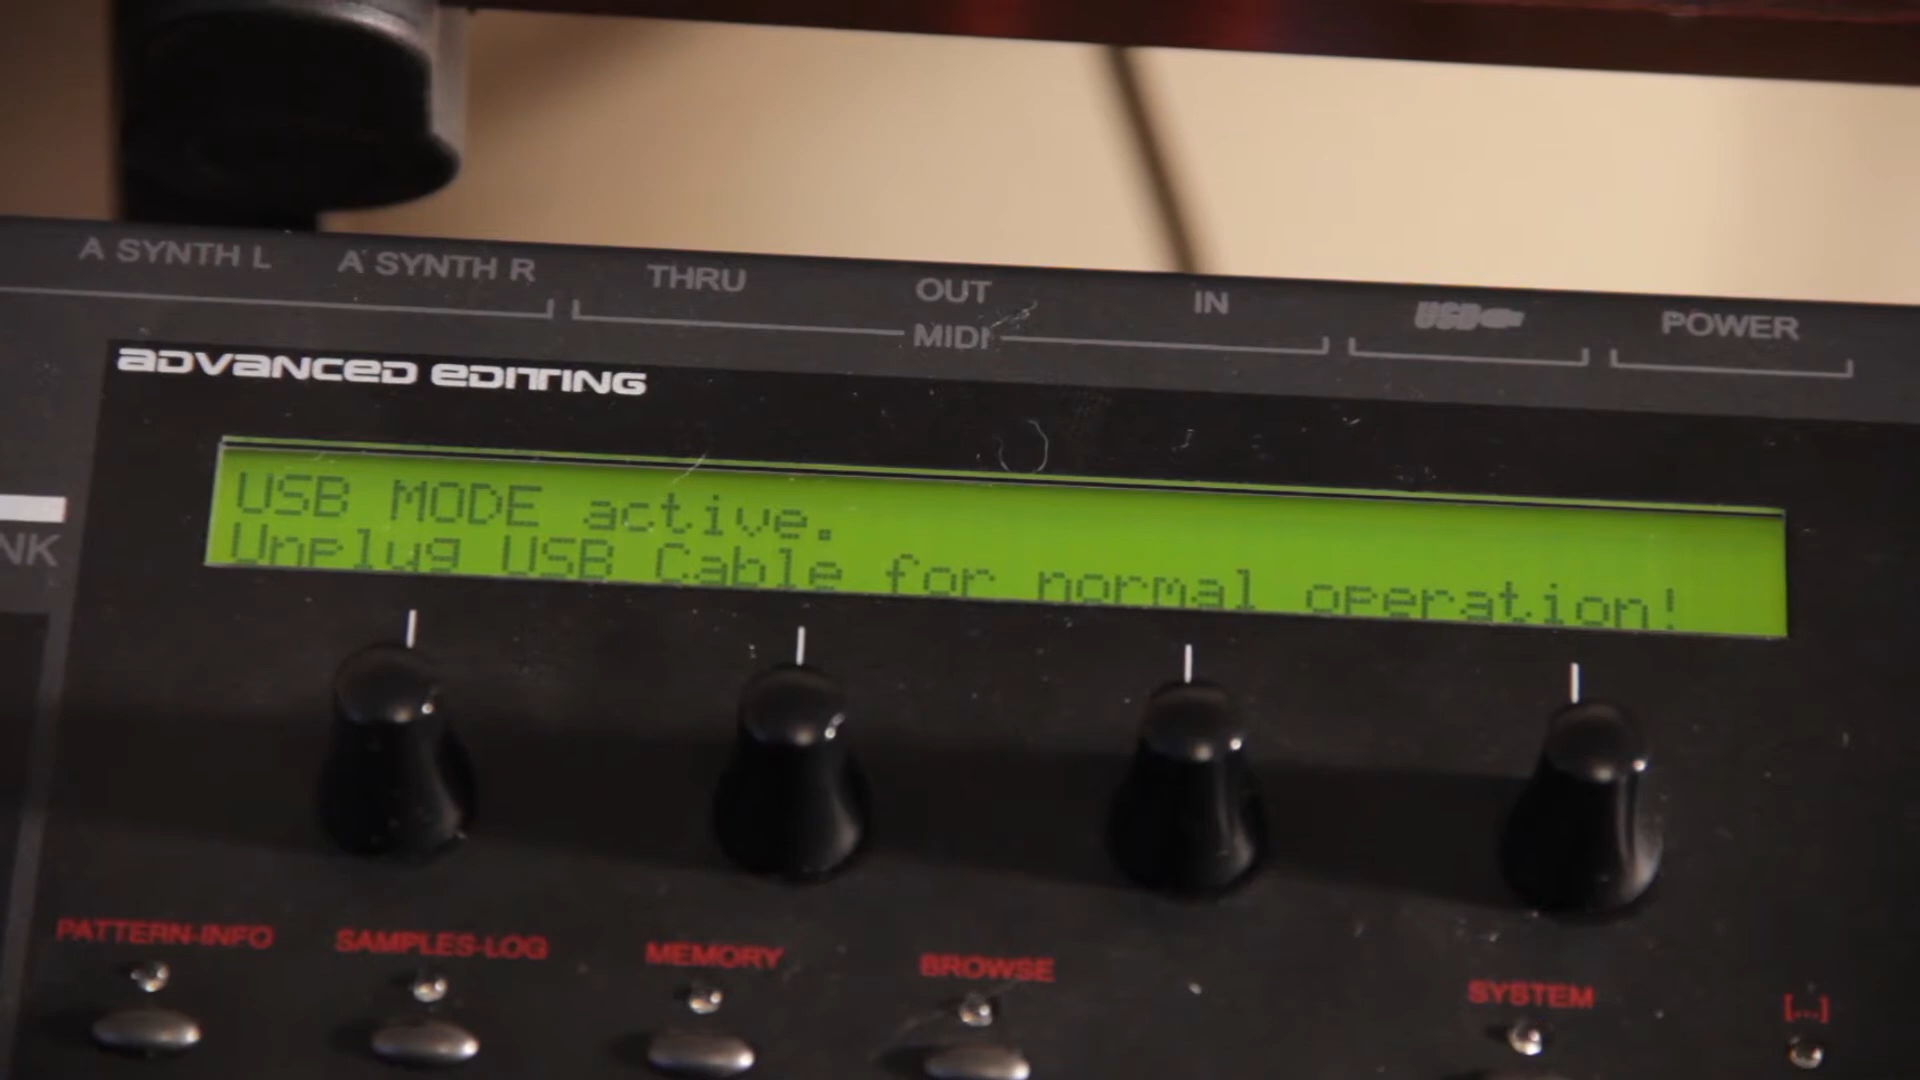 A SYNTH L A SYNTH R THRU OUT IN USB POWER
MIDI
ADVANCED EDITING
NK
USB MODE active.
Unplug USB Cable for normal operation!
PATTERN-INFO SAMPLES-LOG MEMORY BROWSE SYSTEM [...]